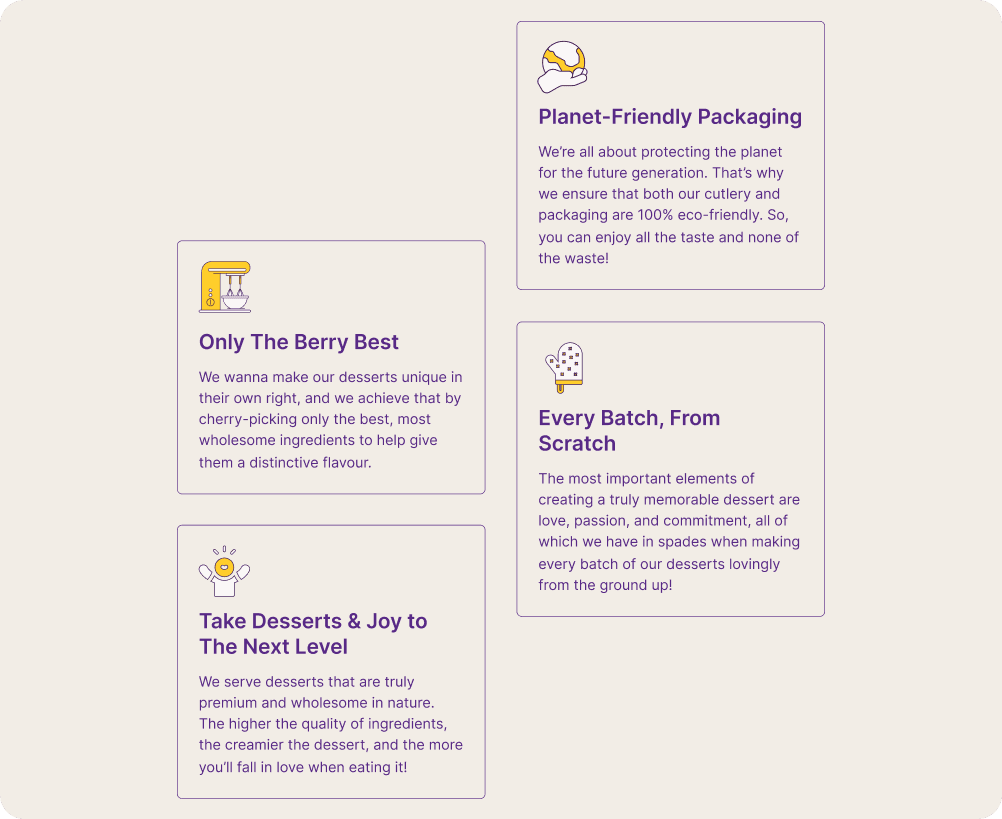 Planet-Friendly Packaging
We’re all about protecting the planet
for the future generation. That’s why
we ensure that both our cutlery and
packaging are 100% eco-friendly. So,
you can enjoy all the taste and none of
the waste!
Only The Berry Best
We wanna make our desserts unique in
their own right, and we achieve that by
cherry-picking only the best, most
wholesome ingredients to help give
them a distinctive flavour.
Every Batch, From
Scratch
The most important elements of
creating a truly memorable dessert are
love, passion, and commitment, all of
which we have in spades when making
every batch of our desserts lovingly
from the ground up!
Take Desserts & Joy to
The Next Level
We serve desserts that are truly
premium and wholesome in nature.
The higher the quality of ingredients,
the creamier the dessert, and the more
you’ll fall in love when eating it!